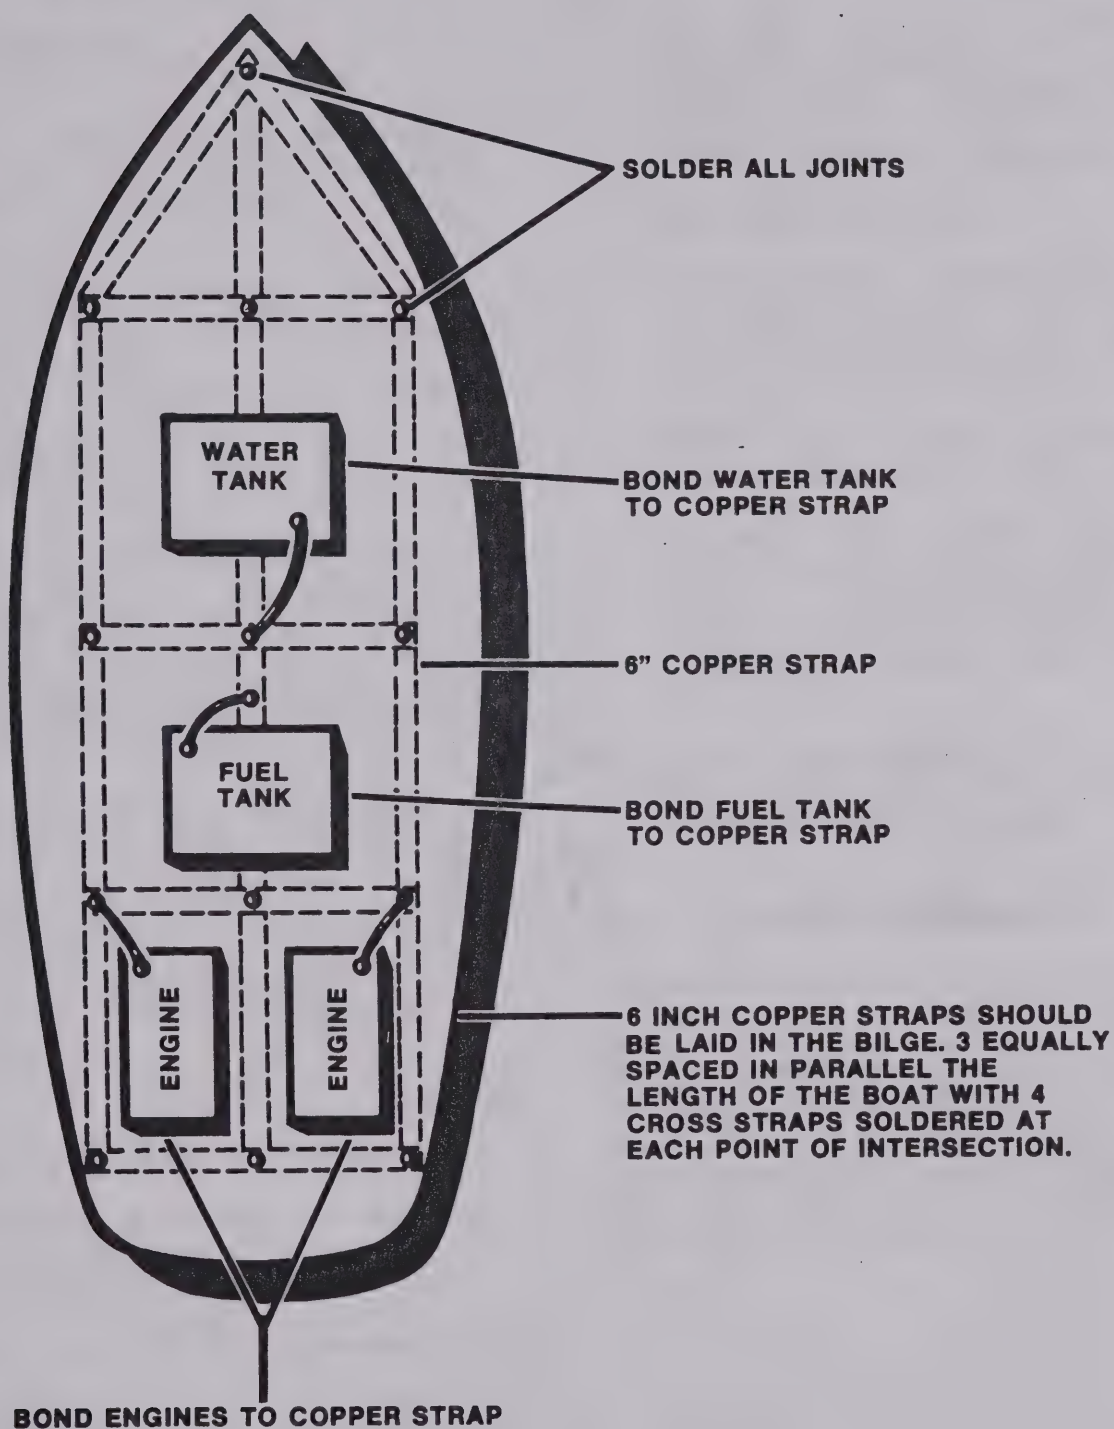 SOLDER ALL JOINTS
WATER
TANK
BOND WATER TANK
TO COPPER STRAP
6” COPPER STRAP
FUEL
TANK
BOND FUEL TANK
TO COPPER STRAP
ENGINE
ENGINE
6 INCH COPPER STRAPS SHOULD
BE LAID IN THE BILGE. 3 EQUALLY
SPACED IN PARALLEL THE
LENGTH OF THE BOAT WITH 4
CROSS STRAPS SOLDERED AT
EACH POINT OF INTERSECTION.
BOND ENGINES TO COPPER STRAP